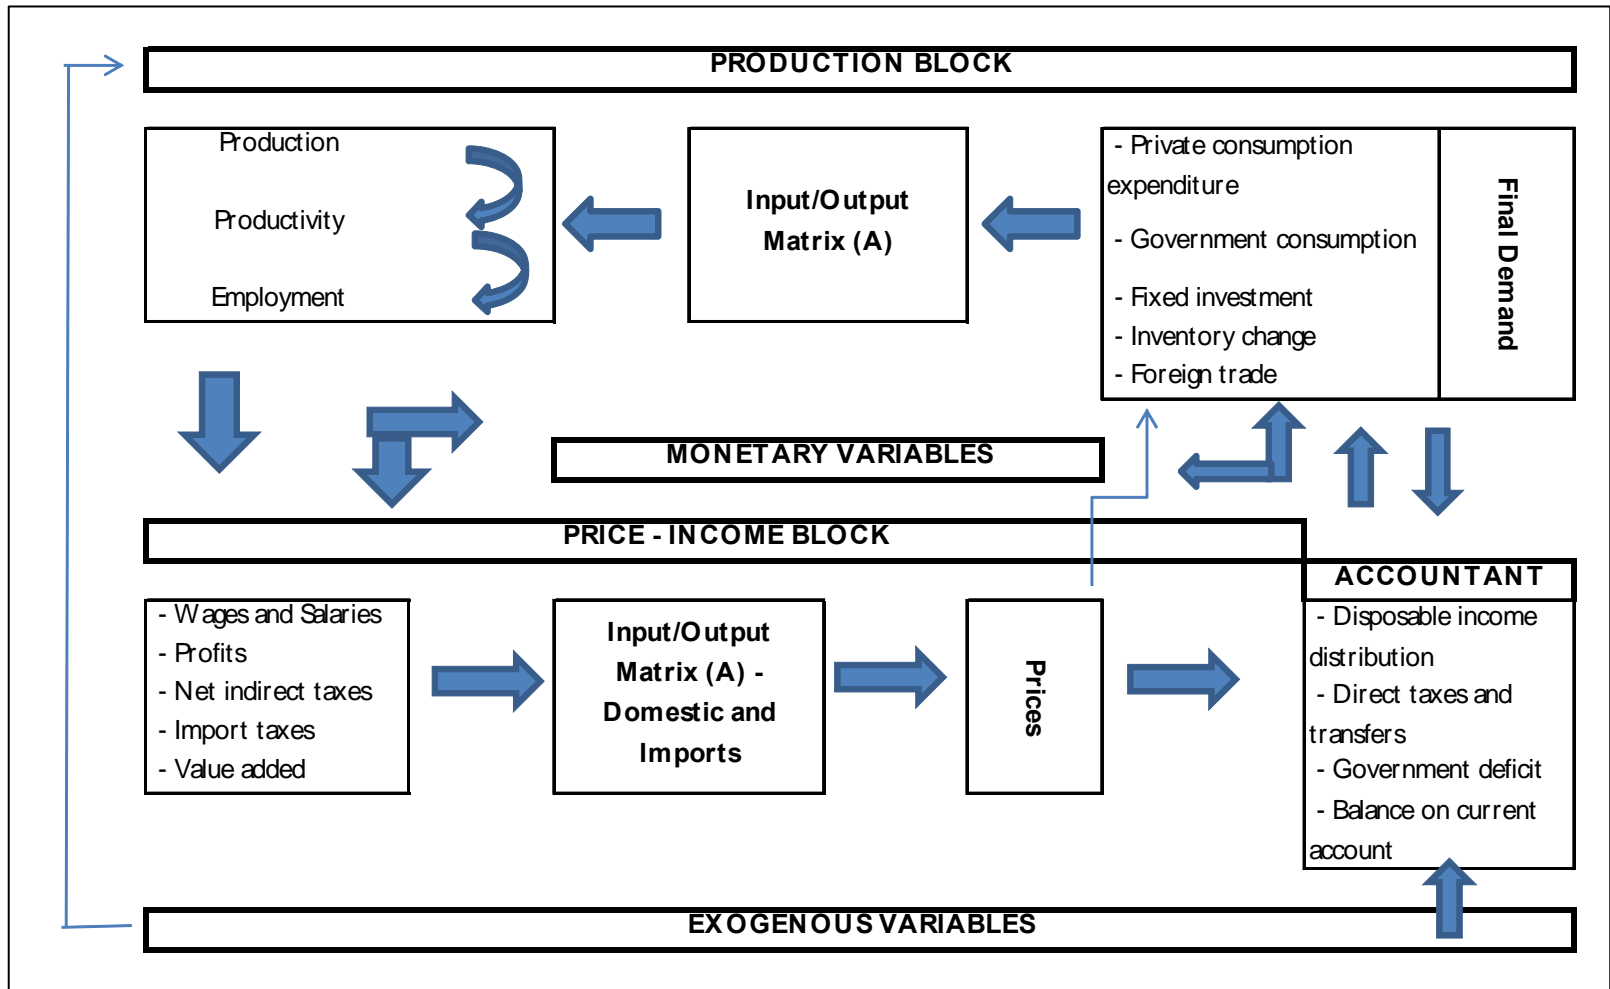 PRODUCTION BLOCK
Production
Productivity
Employment
Input/Output
Matrix (A)
- Private consumption
expenditure
- Government consumption
- Fixed investment
- Inventory change
- Foreign trade
Final Demand
MONETARY VARIABLES
PRICE - INCOME BLOCK
ACCOUNTANT
- Wages and Salaries
- Profits
- Net indirect taxes
- Import taxes
- Value added
Input/Output
Matrix (A) -
Domestic and
Imports
Prices
- Disposable income
distribution
- Direct taxes and
transfers
- Government deficit
- Balance on current
account
EXOGENOUS VARIABLES